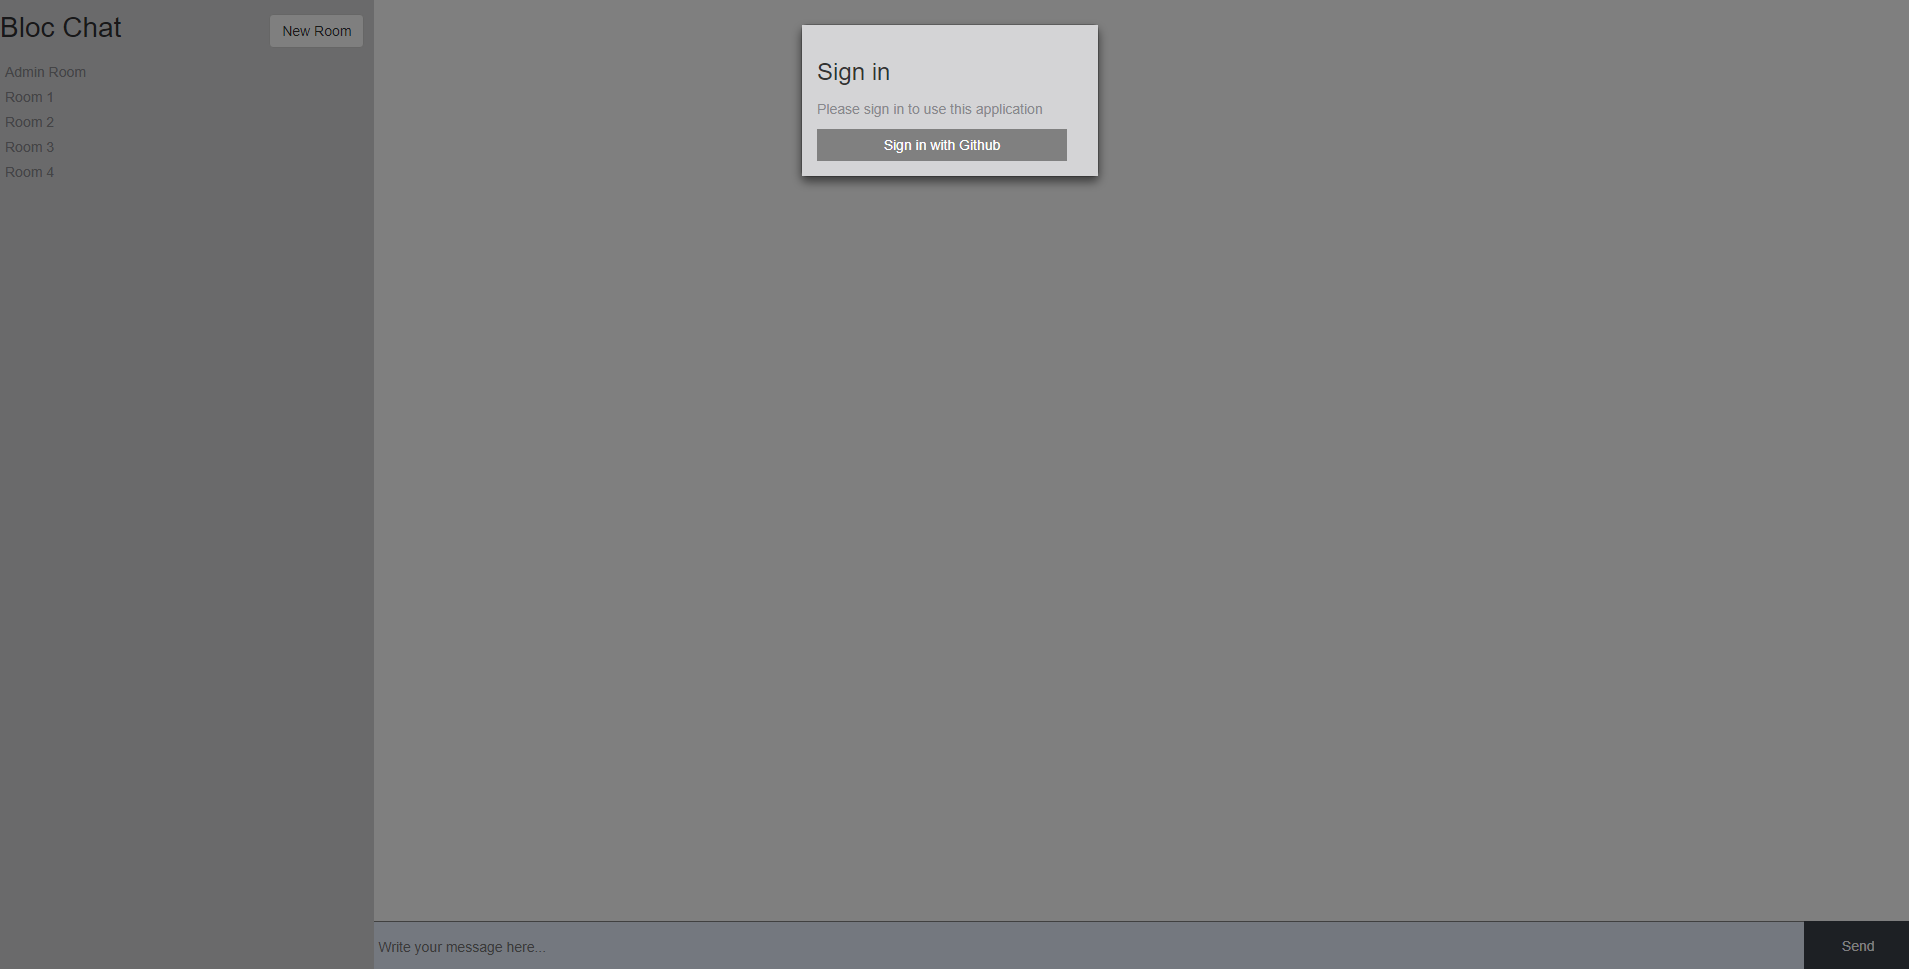 Bloc Chat
New Room
Admin Room
Room 1
Room 2
Room 3
Room 4
Sign in
Please sign in to use this application
Sign in with Github
Write your message here...
Send